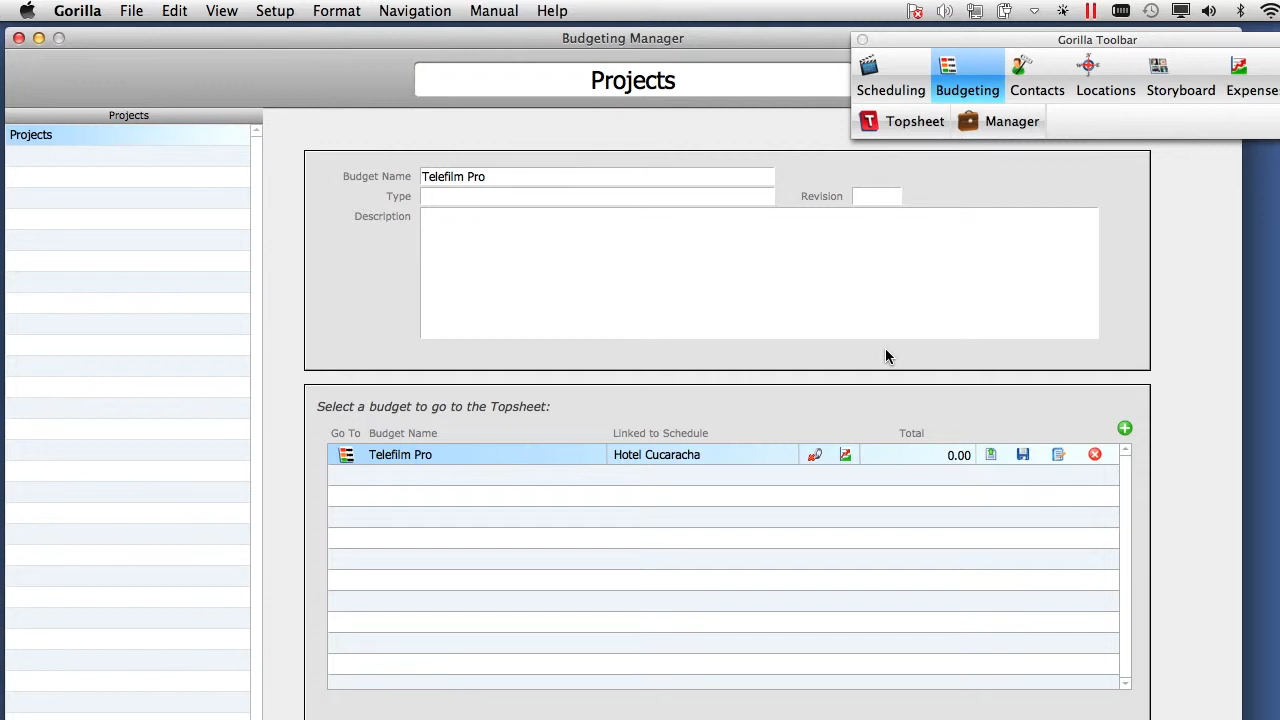 Gorilla File Edit View Setup Format Navigation Manual Help
Budgeting Manager
Gorilla Toolbar
Projects
Scheduling Budgeting Contacts Locations Storyboard Expense
T Topsheet Manager
Projects
Projects
Budget Name Telefilm Pro
Type Revision
Description
Select a budget to go to the Topsheet:
Go To Budget Name Linked to Schedule Total
Telefilm Pro Hotel Cucaracha 0.00